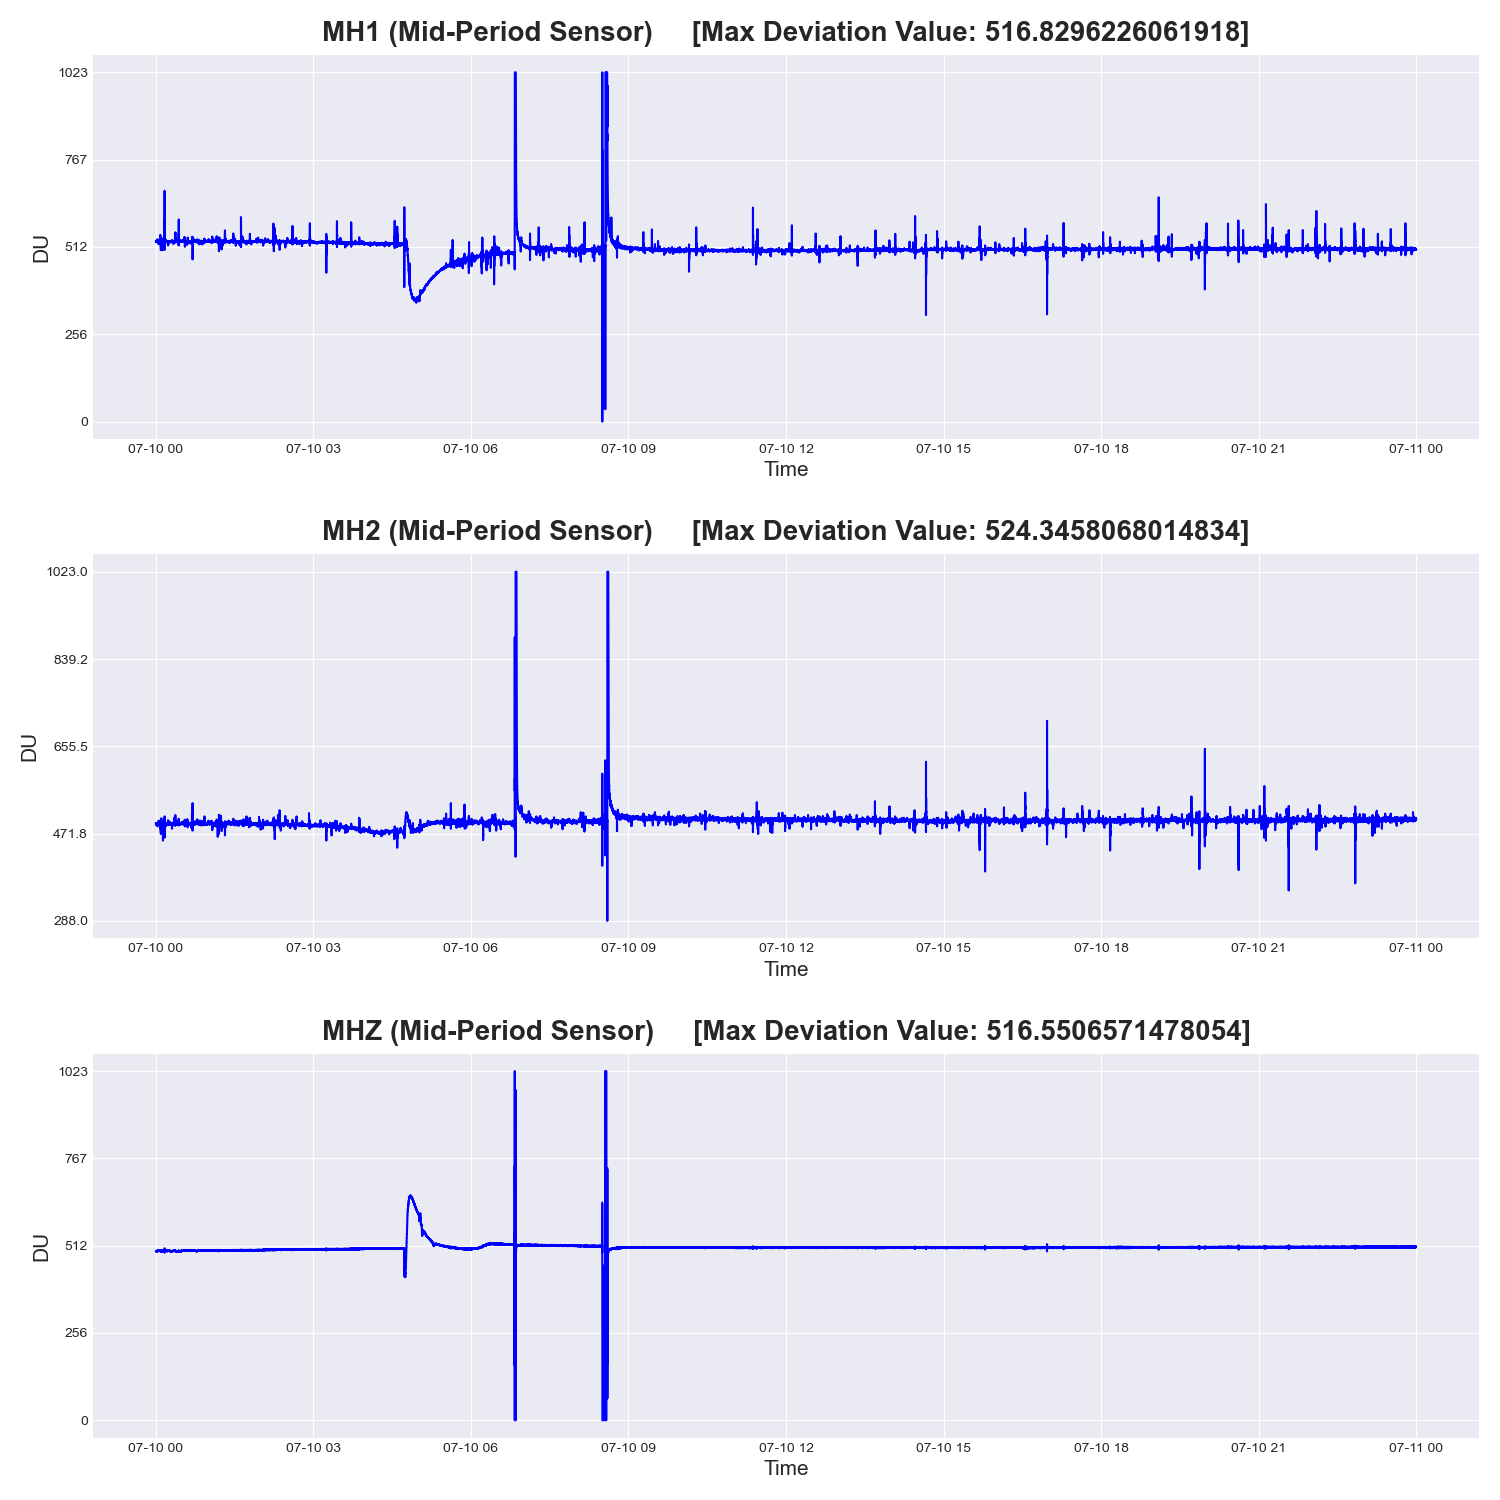 MH1 (Mid-Period Sensor) [Max Deviation Value: 516.8296226061918]
1023
767
512
256
0
DU
07-10 00 07-10 03 07-10 06 07-10 09 07-10 12 07-10 15 07-10 18 07-10 21 07-11 00
Time
MH2 (Mid-Period Sensor) [Max Deviation Value: 524.3458068014834]
1023.0
839.2
655.5
471.8
288.0
DU
07-10 00 07-10 03 07-10 06 07-10 09 07-10 12 07-10 15 07-10 18 07-10 21 07-11 00
Time
MHZ (Mid-Period Sensor) [Max Deviation Value: 516.5506571478054]
1023
767
512
256
0
DU
07-10 00 07-10 03 07-10 06 07-10 09 07-10 12 07-10 15 07-10 18 07-10 21 07-11 00
Time